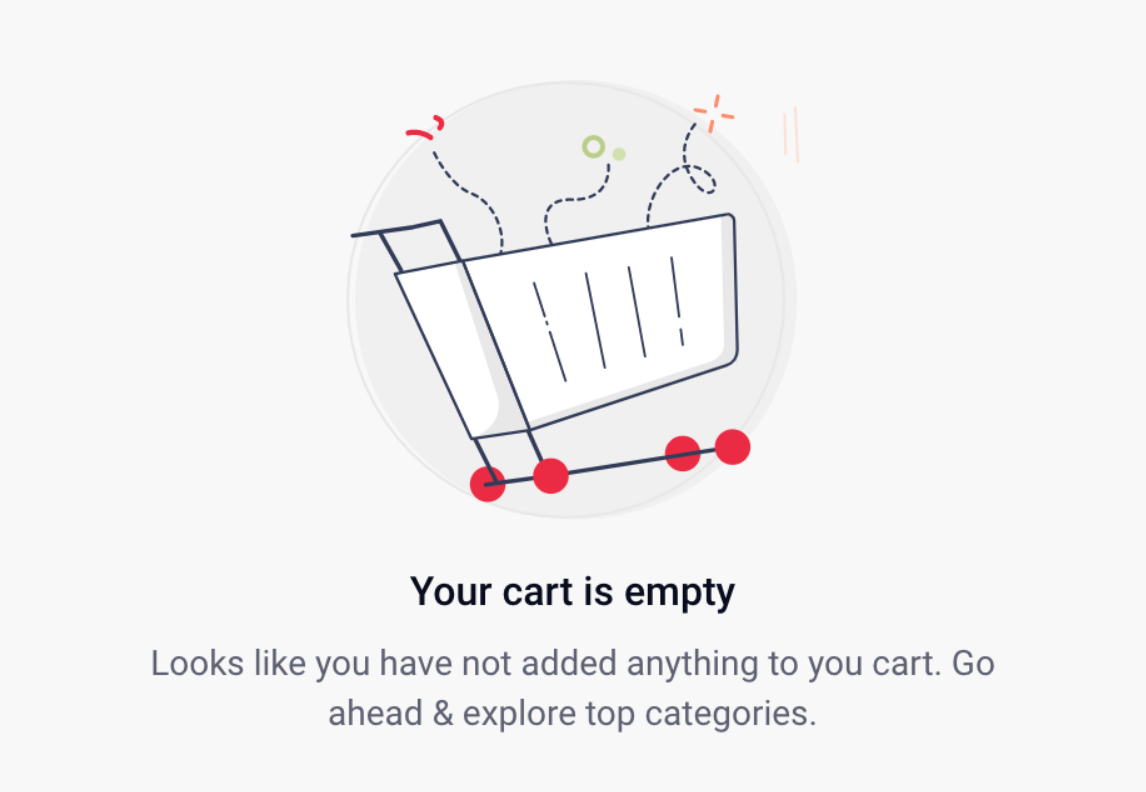 Your cart is empty
Looks like you have not added anything to you cart. Go
ahead & explore top categories.